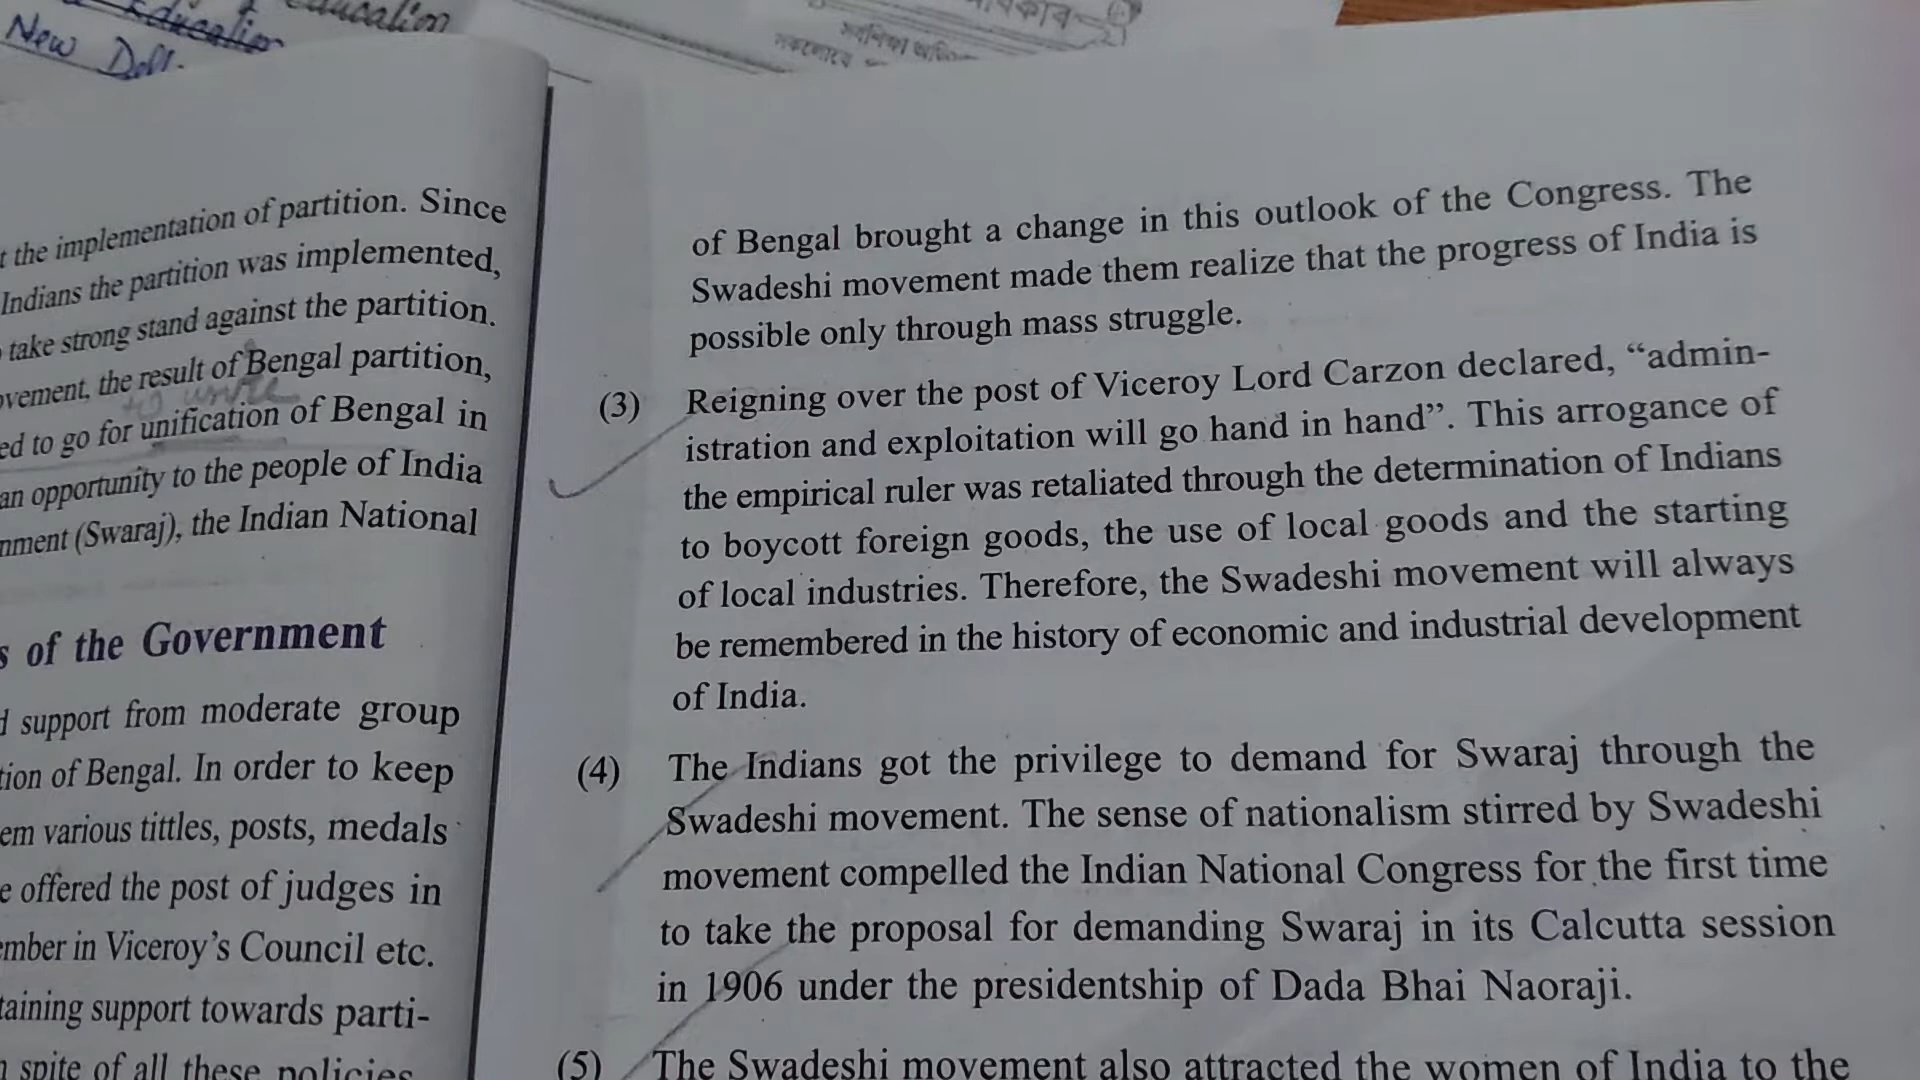 Education
New Delhi.
education
the implementation of partition. Since
Indians the partition was implemented,
take strong stand against the partition.
vement, the result of Bengal partition,
to unite
ed to go for unification of Bengal in
an opportunity to the people of India
nment (Swaraj), the Indian National
s of the Government
support from moderate group
tion of Bengal. In order to keep
em various tittles, posts, medals
e offered the post of judges in
mber in Viceroy's Council etc.
taining support towards parti-
spite of all these policies
of Bengal brought a change in this outlook of the Congress. The
Swadeshi movement made them realize that the progress of India is
possible only through mass struggle.
(3) Reigning over the post of Viceroy Lord Carzon declared, “admin-
istration and exploitation will go hand in hand”. This arrogance of
the empirical ruler was retaliated through the determination of Indians
to boycott foreign goods, the use of local goods and the starting
of local industries. Therefore, the Swadeshi movement will always
be remembered in the history of economic and industrial development
of India.
(4) The Indians got the privilege to demand for Swaraj through the
Swadeshi movement. The sense of nationalism stirred by Swadeshi
movement compelled the Indian National Congress for the first time
to take the proposal for demanding Swaraj in its Calcutta session
in 1906 under the presidentship of Dada Bhai Naoraji.
(5) The Swadeshi movement also attracted the women of India to the